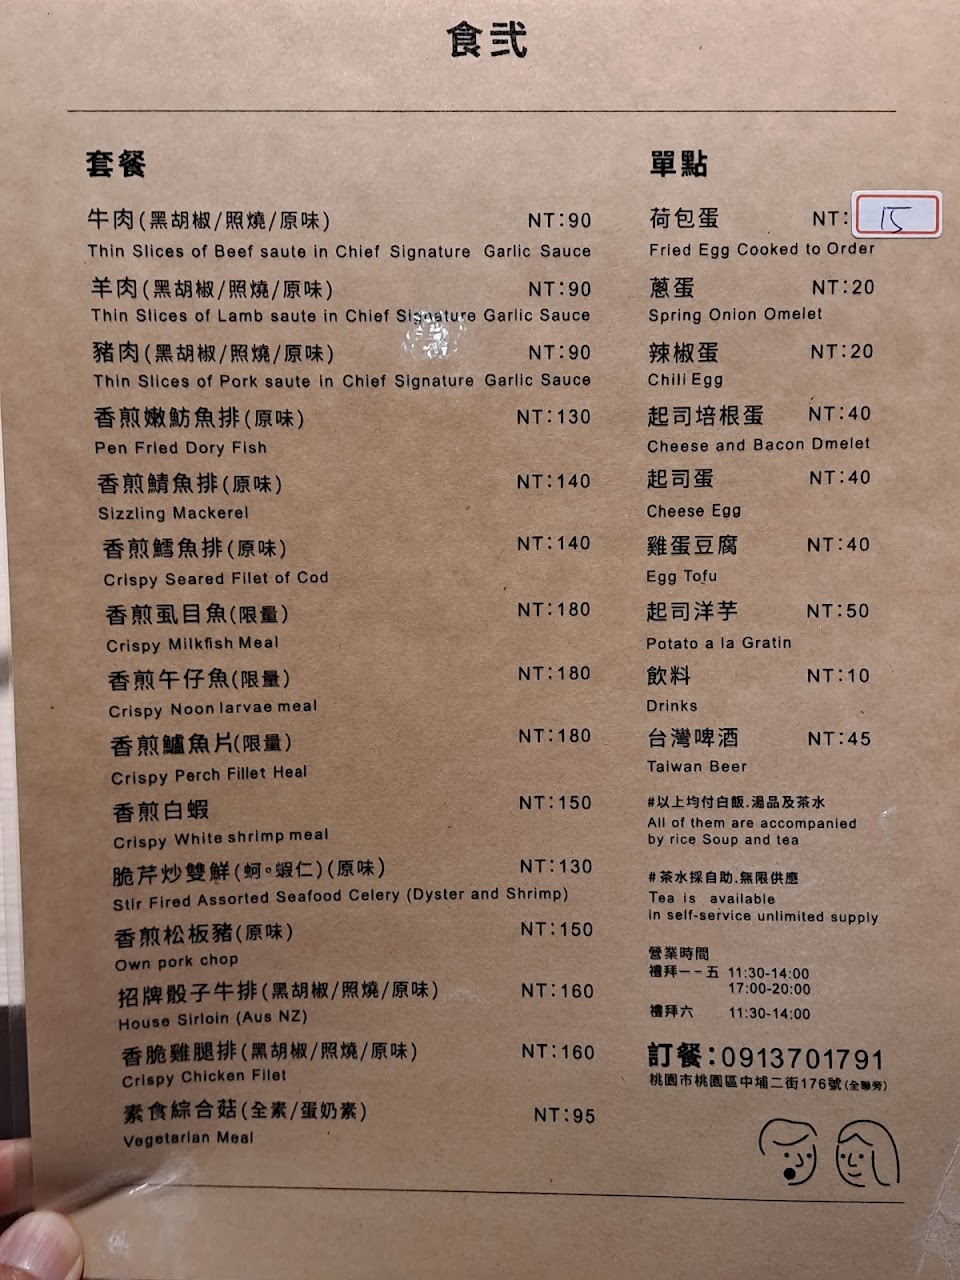 食弍
套餐
牛肉(黑胡椒/照燒/原味) NT:90
Thin Slices of Beef saute in Chief Signature Garlic Sauce
羊肉(黑胡椒/照燒/原味) NT:90
Thin Slices of Lamb saute in Chief Signature Garlic Sauce
豬肉(黑胡椒/照燒/原味) NT:90
Thin Slices of Pork saute in Chief Signature Garlic Sauce
香煎嫩魴魚排(原味) NT:130
Pen Fried Dory Fish
香煎鯖魚排(原味) NT:140
Sizzling Mackerel
香煎鱈魚排(原味) NT:140
Crispy Seared Filet of Cod
香煎虱目魚(限量) NT:180
Crispy Milkfish Meal
香煎午仔魚(限量) NT:180
Crispy Noon larvae meal
香煎鱸魚片(限量) NT:180
Crispy Perch Fillet Heal
香煎白蝦 NT:150
Crispy White shrimp meal
脆芹炒雙鮮(蚵。蝦仁)(原味) NT:130
Stir Fired Assorted Seafood Celery (Dyster and Shrimp)
香煎松板豬(原味) NT:150
Own pork chop
招牌骰子牛排(黑胡椒/照燒/原味) NT:160
House Sirloin (Aus NZ)
香脆雞腿排(黑胡椒/照燒/原味) NT:160
Crispy Chicken Filet
素食綜合菇(全素/蛋奶素) NT:95
Vegetarian Meal
單點
荷包蛋 NT: 15
Fried Egg Cooked to Order
蔥蛋 NT:20
Spring Onion Omelet
辣椒蛋 NT:20
Chili Egg
起司培根蛋 NT:40
Cheese and Bacon Dmelet
起司蛋 NT:40
Cheese Egg
雞蛋豆腐 NT:40
Egg Tofu
起司洋芋 NT:50
Potato a la Gratin
飲料 NT:10
Drinks
台灣啤酒 NT:45
Taiwan Beer
#以上均付白飯.湯品及茶水
All of them are accompanied
by rice Soup and tea
#茶水採自助.無限供應
Tea is available
in self-service unlimited supply
營業時間
禮拜一－五 11:30-14:00
17:00-20:00
禮拜六 11:30-14:00
訂餐:0913701791
桃園市桃園區中埔二街176號(全聯旁)